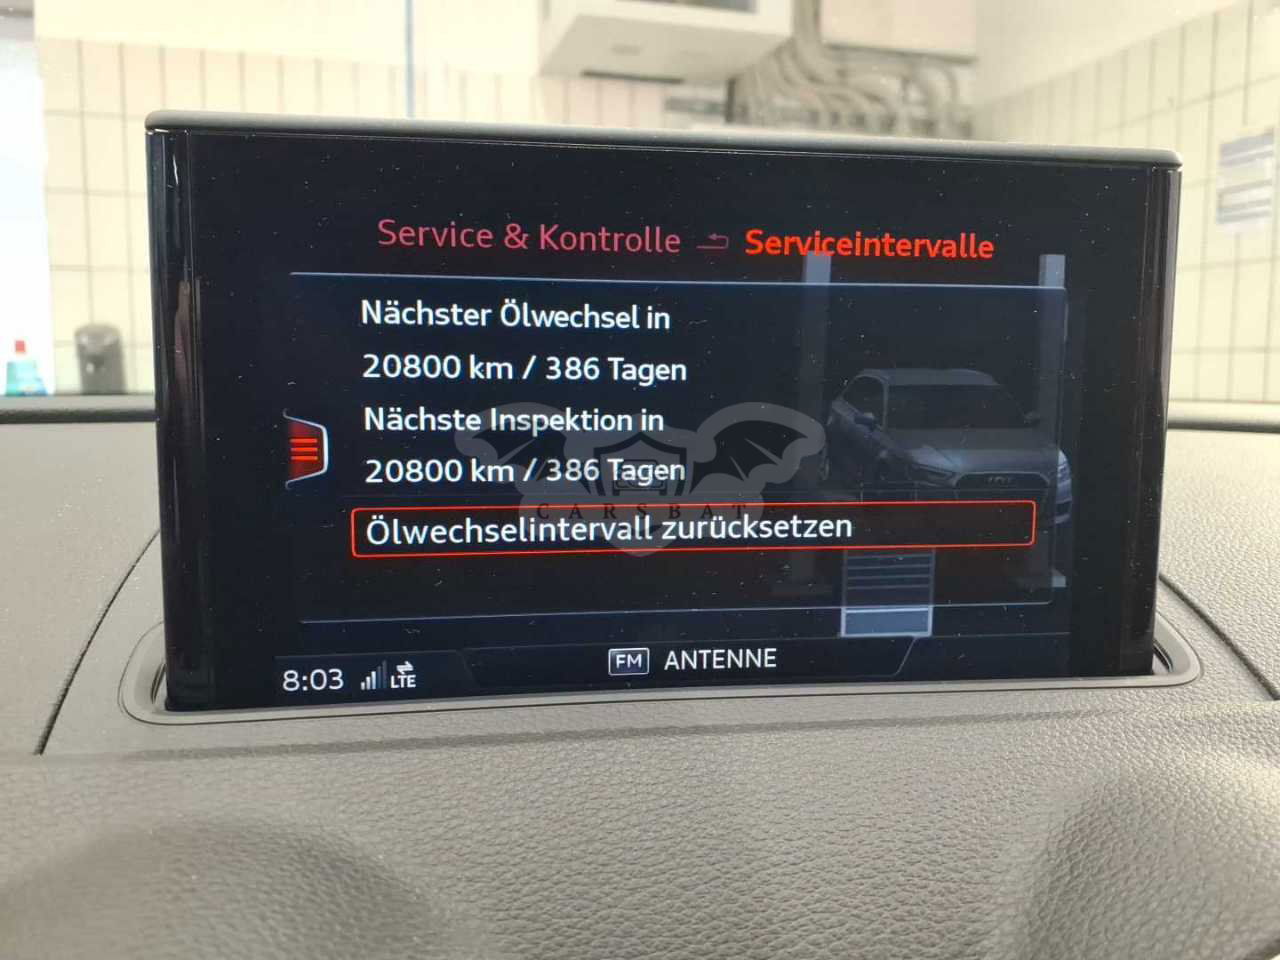 Service & Kontrolle Serviceintervalle
Nächster Ölwechsel in
20800 km / 386 Tagen
Nächste Inspektion in
20800 km / 386 Tagen
CARSBAT
Ölwechselintervall zurücksetzen
8:03 LTE FM ANTENNE